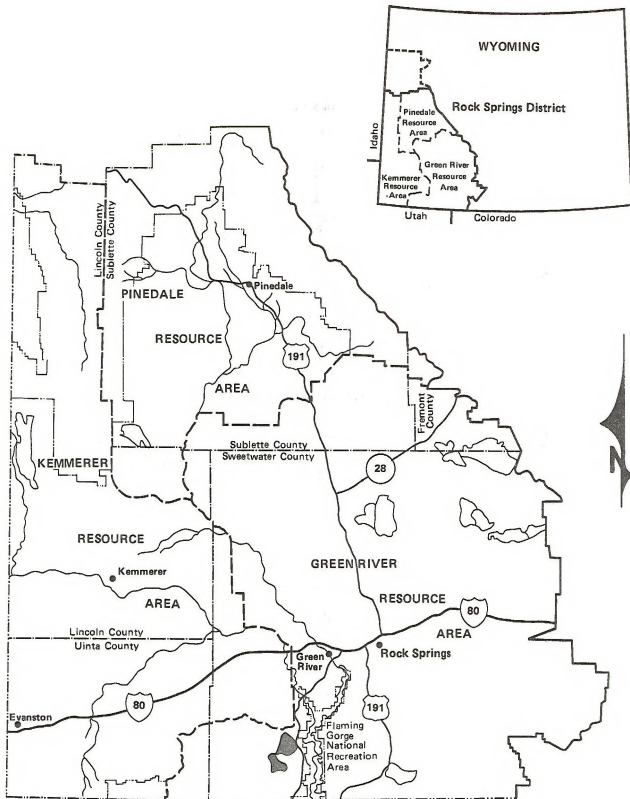 WYOMING
Rock Springs District
Pinedale
Resource
Area
Idaho
Green River
Resource
Area
Kemmerer
Resource
Area
Utah
Colorado
Lincoln County
Sublette County
PINEDALE
Pinedale
RESOURCE
191
AREA
Fremont
County
Sublette County
Sweetwater County
KEMMERER
28
RESOURCE
GREEN RIVER
Kemmerer
RESOURCE
AREA
80
AREA
Lincoln County
Uinta County
Green
River
Rock Springs
80
191
Evanston
Flaming
Gorge
National
Recreation
Area
N